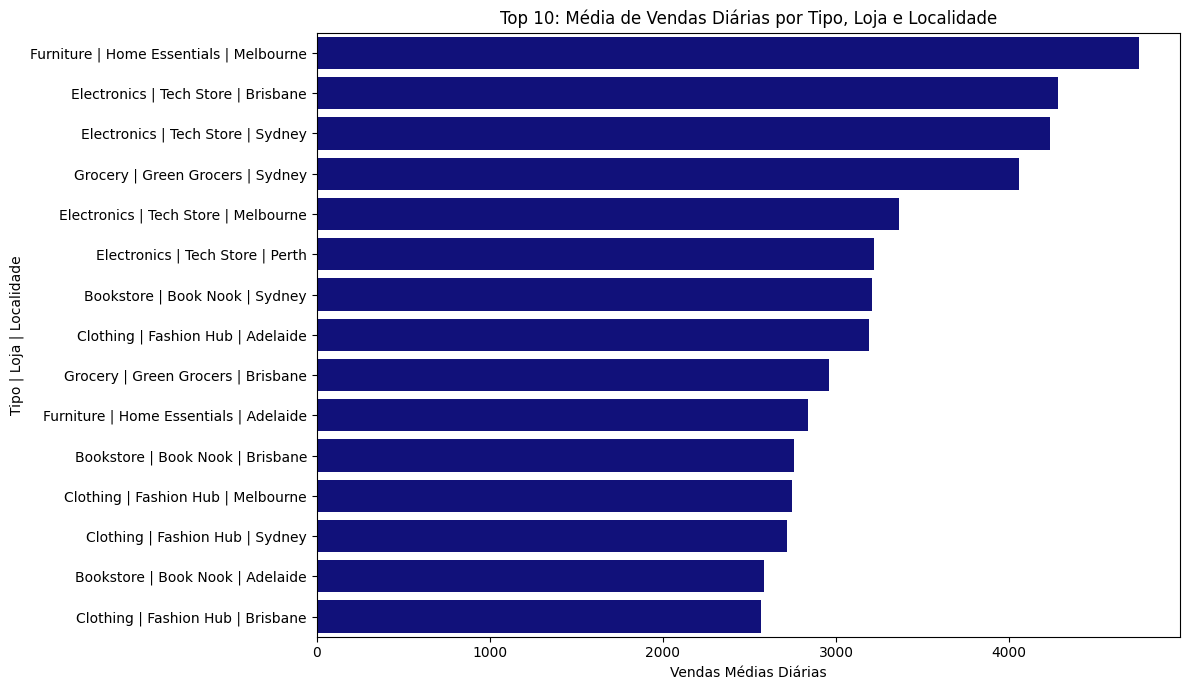 Top 10: Média de Vendas Diárias por Tipo, Loja e Localidade
Tipo | Loja | Localidade
Furniture | Home Essentials | Melbourne
Electronics | Tech Store | Brisbane
Electronics | Tech Store | Sydney
Grocery | Green Grocers | Sydney
Electronics | Tech Store | Melbourne
Electronics | Tech Store | Perth
Bookstore | Book Nook | Sydney
Clothing | Fashion Hub | Adelaide
Grocery | Green Grocers | Brisbane
Furniture | Home Essentials | Adelaide
Bookstore | Book Nook | Brisbane
Clothing | Fashion Hub | Melbourne
Clothing | Fashion Hub | Sydney
Bookstore | Book Nook | Adelaide
Clothing | Fashion Hub | Brisbane
0 1000 2000 3000 4000
Vendas Médias Diárias